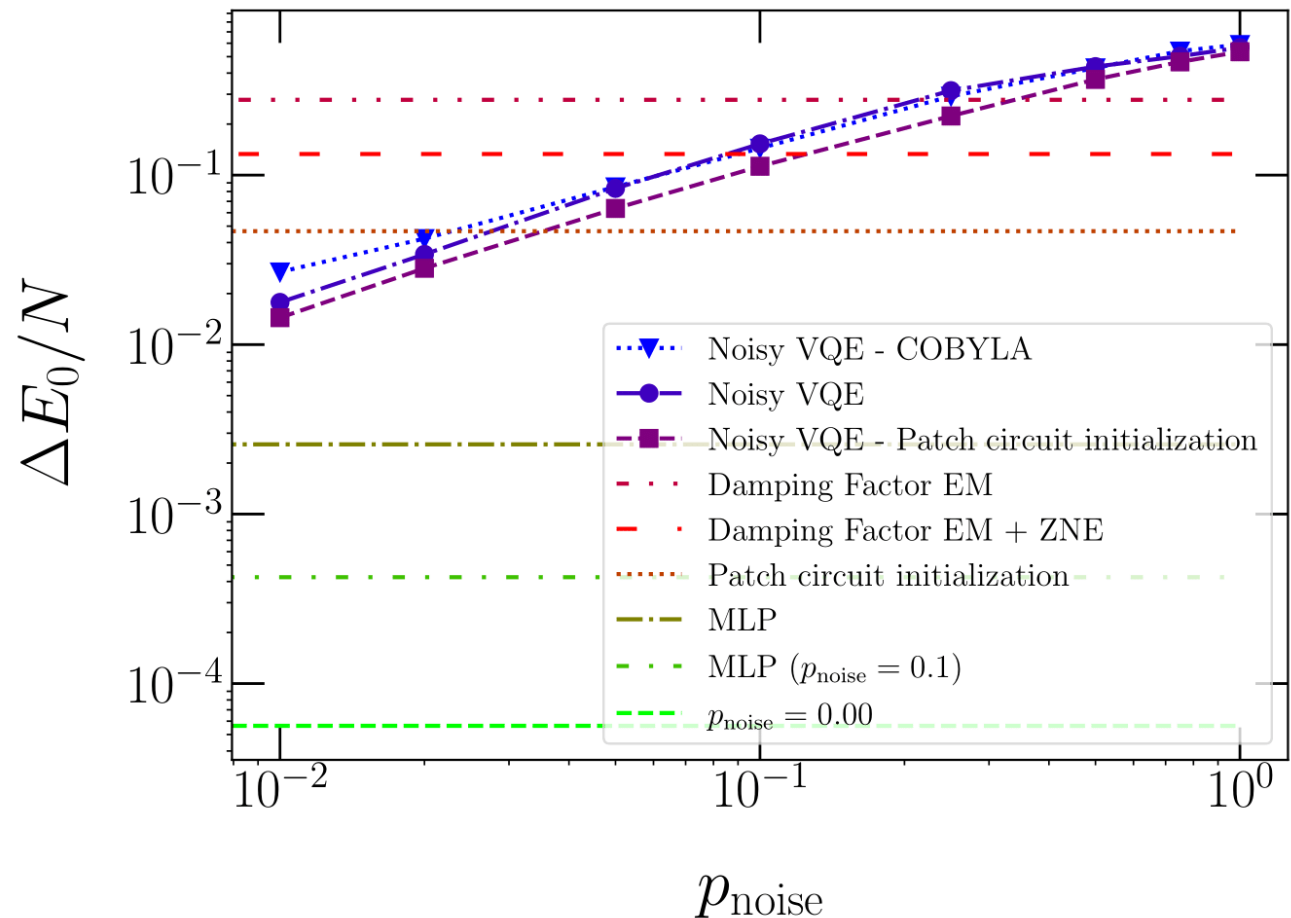 ΔE₀/N
10⁻¹
10⁻²
10⁻³
10⁻⁴
Noisy VQE - COBYLA
Noisy VQE
Noisy VQE - Patch circuit initialization
Damping Factor EM
Damping Factor EM + ZNE
Patch circuit initialization
MLP
MLP (p_noise = 0.1)
p_noise = 0.00
10⁻² 10⁻¹ 10⁰
p_noise